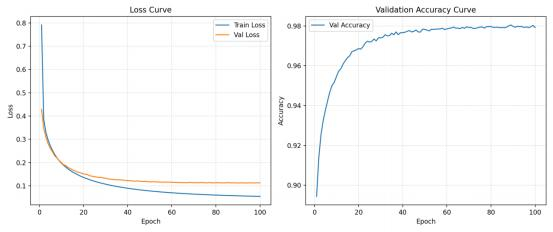 Loss Curve
Train Loss
Val Loss
Loss
0.8
0.7
0.6
0.5
0.4
0.3
0.2
0.1
0 20 40 60 80 100
Epoch
Validation Accuracy Curve
Val Accuracy
Accuracy
0.98
0.96
0.94
0.92
0.90
0 20 40 60 80 100
Epoch